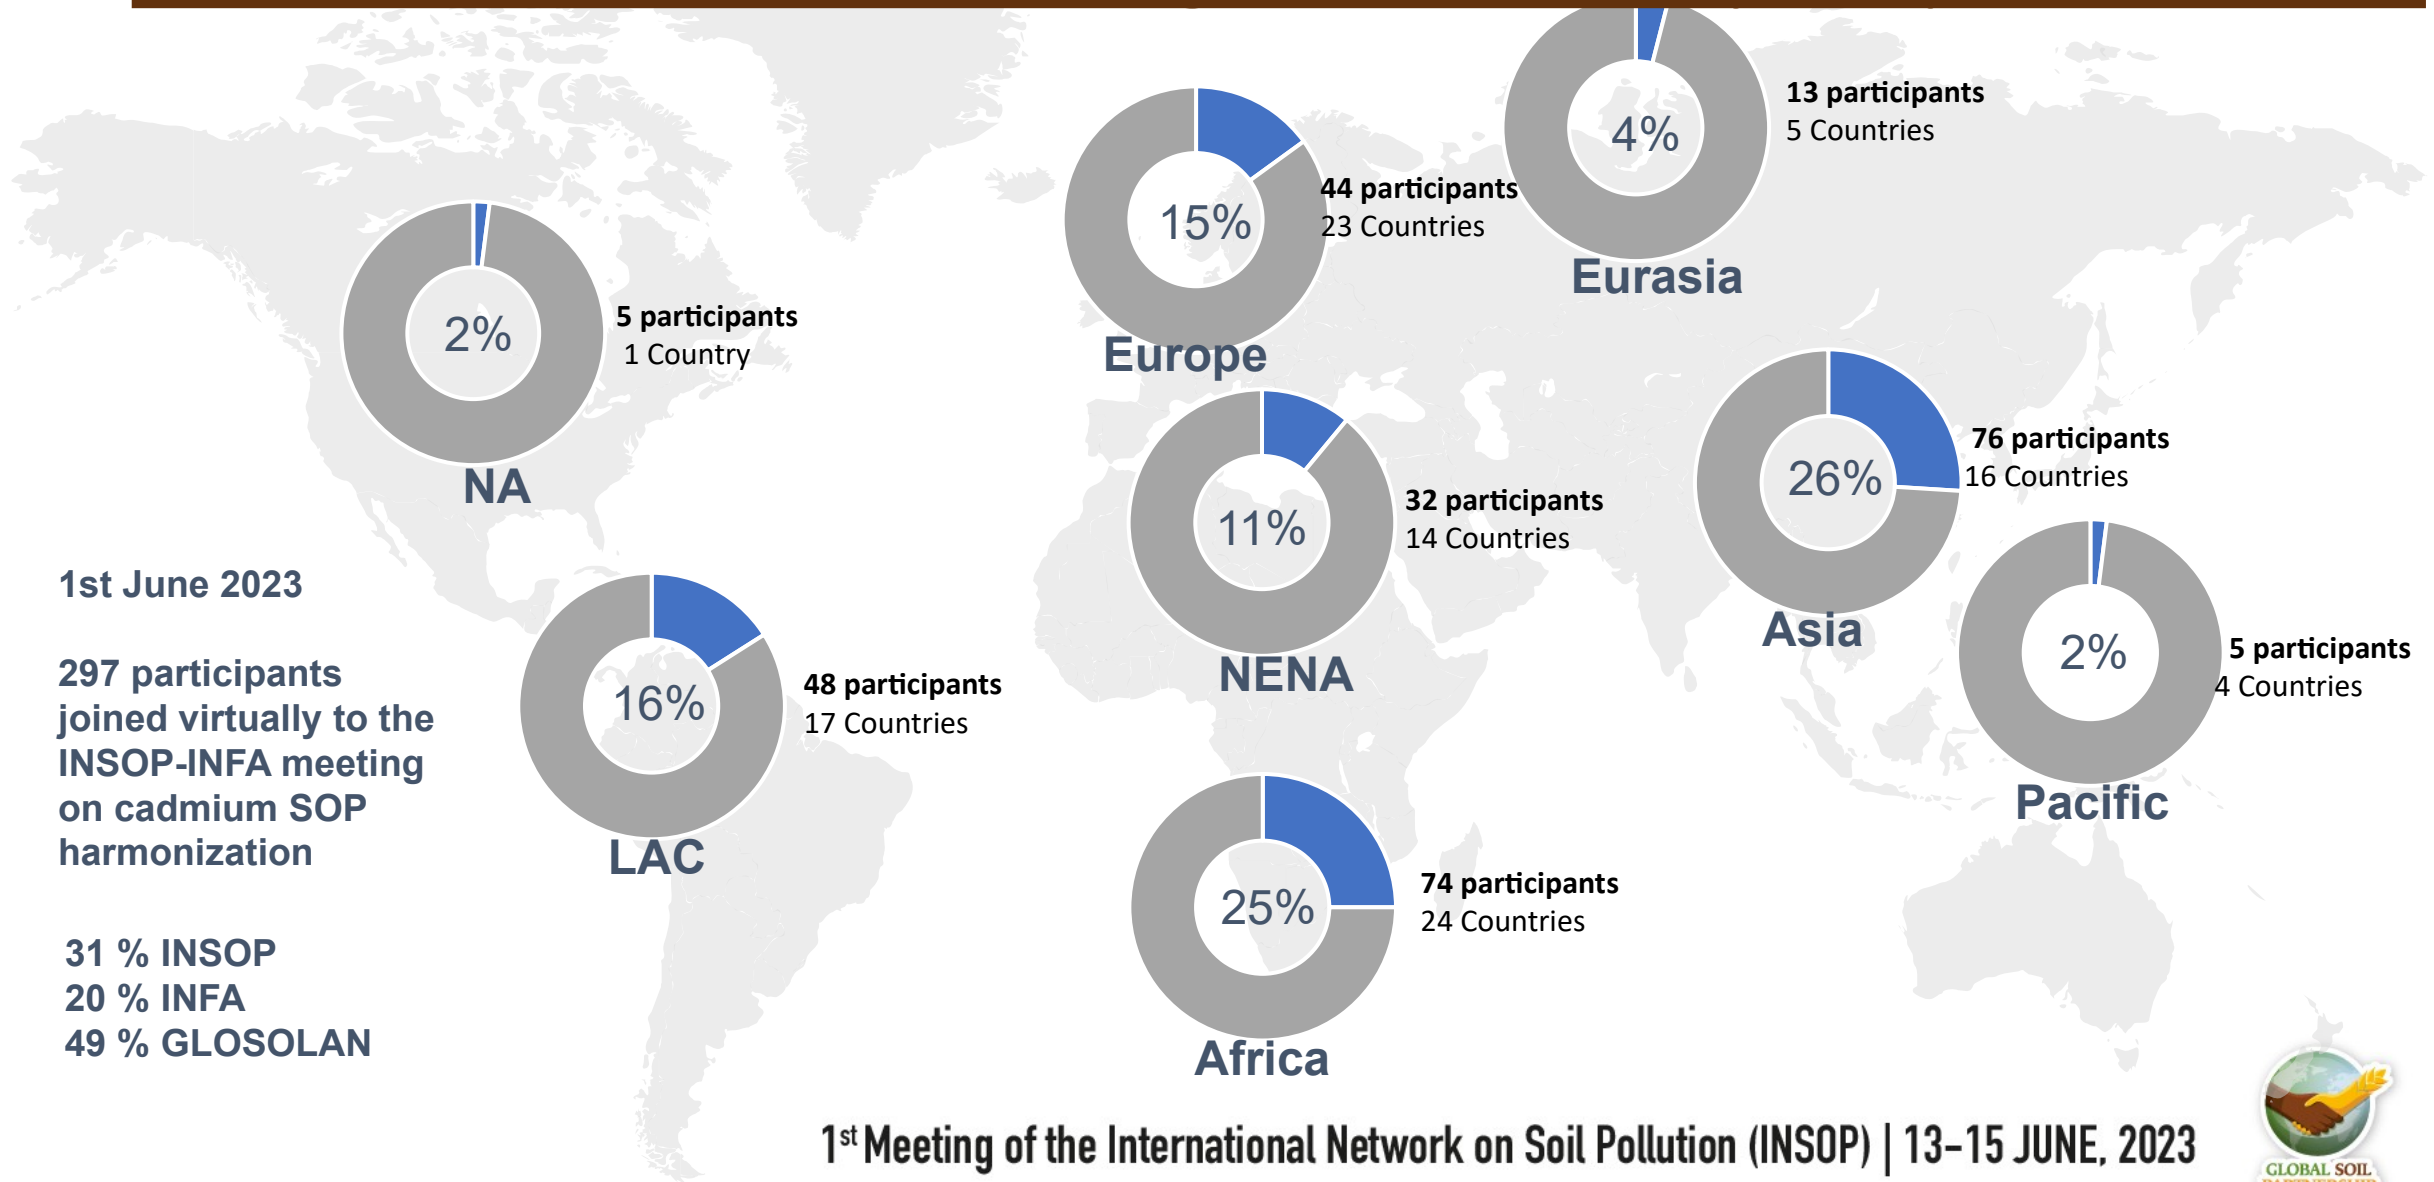 4%
13 participants
5 Countries
Eurasia
15%
44 participants
23 Countries
Europe
2%
5 participants
1 Country
NA
11%
32 participants
14 Countries
NENA
26%
76 participants
16 Countries
Asia
2%
5 participants
4 Countries
Pacific
16%
48 participants
17 Countries
LAC
25%
74 participants
24 Countries
Africa
1st June 2023
297 participants
joined virtually to the
INSOP-INFA meeting
on cadmium SOP
harmonization
31 % INSOP
20 % INFA
49 % GLOSOLAN
1st Meeting of the International Network on Soil Pollution (INSOP) | 13-15 JUNE, 2023
GLOBAL SOIL
PARTNERSHIP